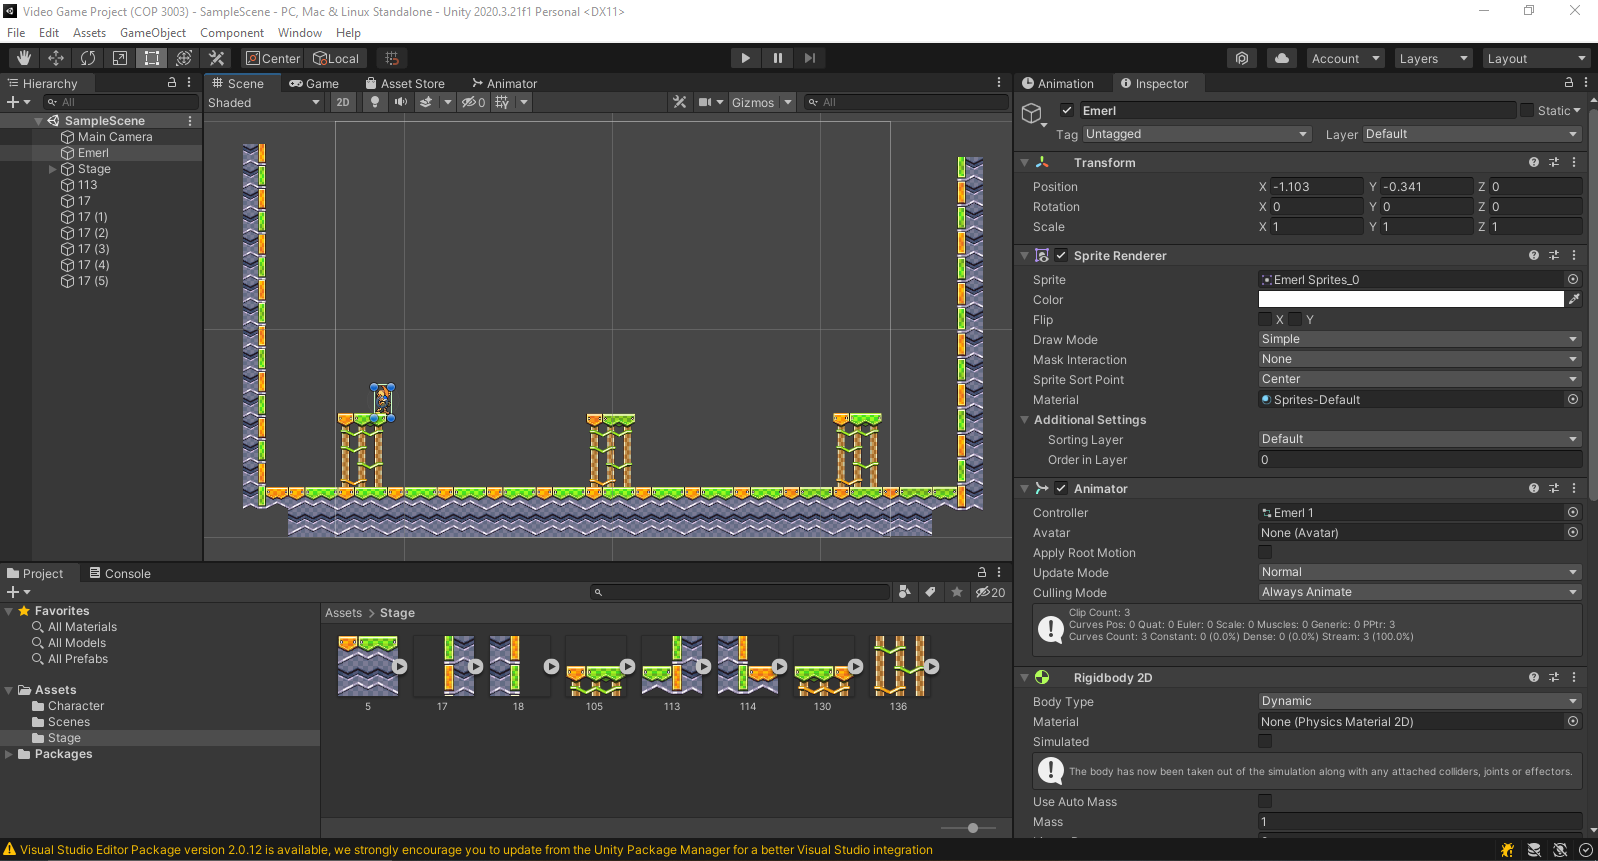 Video Game Project (COP 3003) - SampleScene - PC, Mac & Linux Standalone - Unity 2020.3.21f1 Personal <DX11>
File Edit Assets GameObject Component Window Help
Center Local Account Layers Layout
Hierarchy
All
SampleScene
Main Camera
Emerl
Stage
113
17
17 (1)
17 (2)
17 (3)
17 (4)
17 (5)
Scene Game Asset Store Animator
Shaded 2D 0 Gizmos All
Project Console
20
Favorites
All Materials
All Models
All Prefabs
Assets
Character
Scenes
Stage
Packages
Assets > Stage
5 17 18 105 113 114 130 136
Animation Inspector
Emerl Static
Tag Untagged Layer Default
Transform
Position X -1.103 Y -0.341 Z 0
Rotation X 0 Y 0 Z 0
Scale X 1 Y 1 Z 1
Sprite Renderer
Sprite Emerl Sprites_0
Color
Flip X Y
Draw Mode Simple
Mask Interaction None
Sprite Sort Point Center
Material Sprites-Default
Additional Settings
Sorting Layer Default
Order in Layer 0
Animator
Controller Emerl 1
Avatar None (Avatar)
Apply Root Motion
Update Mode Normal
Culling Mode Always Animate
Clip Count: 3
Curves Pos: 0 Quat: 0 Euler: 0 Scale: 0 Muscles: 0 Generic: 0 PPtr: 3
Curves Count: 3 Constant: 0 (0.0%) Dense: 0 (0.0%) Stream: 3 (100.0%)
Rigidbody 2D
Body Type Dynamic
Material None (Physics Material 2D)
Simulated
The body has now been taken out of the simulation along with any attached colliders, joints or effectors.
Use Auto Mass
Mass 1
Visual Studio Editor Package version 2.0.12 is available, we strongly encourage you to update from the Unity Package Manager for a better Visual Studio integration